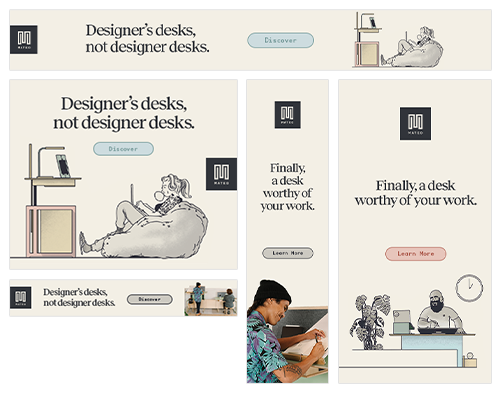 MATEO
Designer's desks,
not designer desks.
Discover
Designer's desks,
not designer desks.
Discover
MATEO
MATEO
Finally,
a desk
worthy of
your work.
Learn More
MATEO
Finally, a desk
worthy of your work.
Learn More
MATEO
Designer's desks,
not designer desks.
Discover